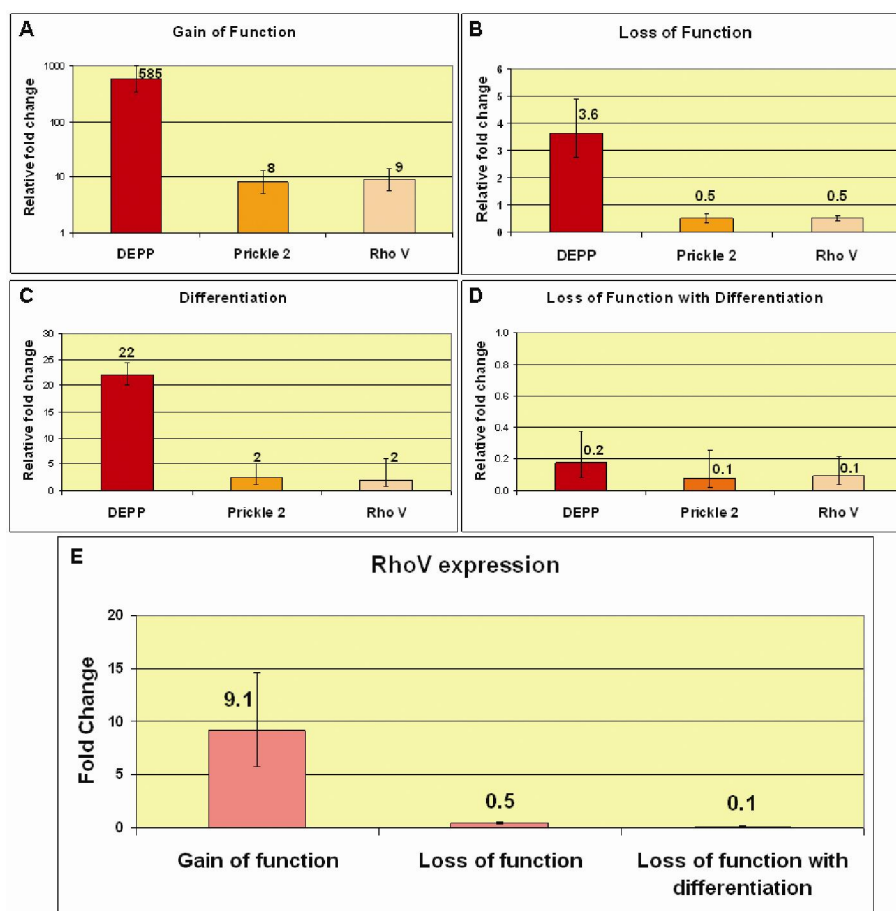 A
Gain of Function
Relative fold change
1000
100
10
1
585
8
9
DEPP
Prickle 2
Rho V
B
Loss of Function
Relative fold change
6
5
4
3
2
1
0
3.6
0.5
0.5
DEPP
Prickle 2
Rho V
C
Differentiation
Relative fold change
30
25
20
15
10
5
0
22
2
2
DEPP
Prickle 2
Rho V
D
Loss of Function with Differentiation
Relative fold change
1.0
0.8
0.6
0.4
0.2
0.0
0.2
0.1
0.1
DEPP
Prickle 2
Rho V
E
RhoV expression
Fold Change
20
15
10
5
0
9.1
0.5
0.1
Gain of function
Loss of function
Loss of function with
differentiation